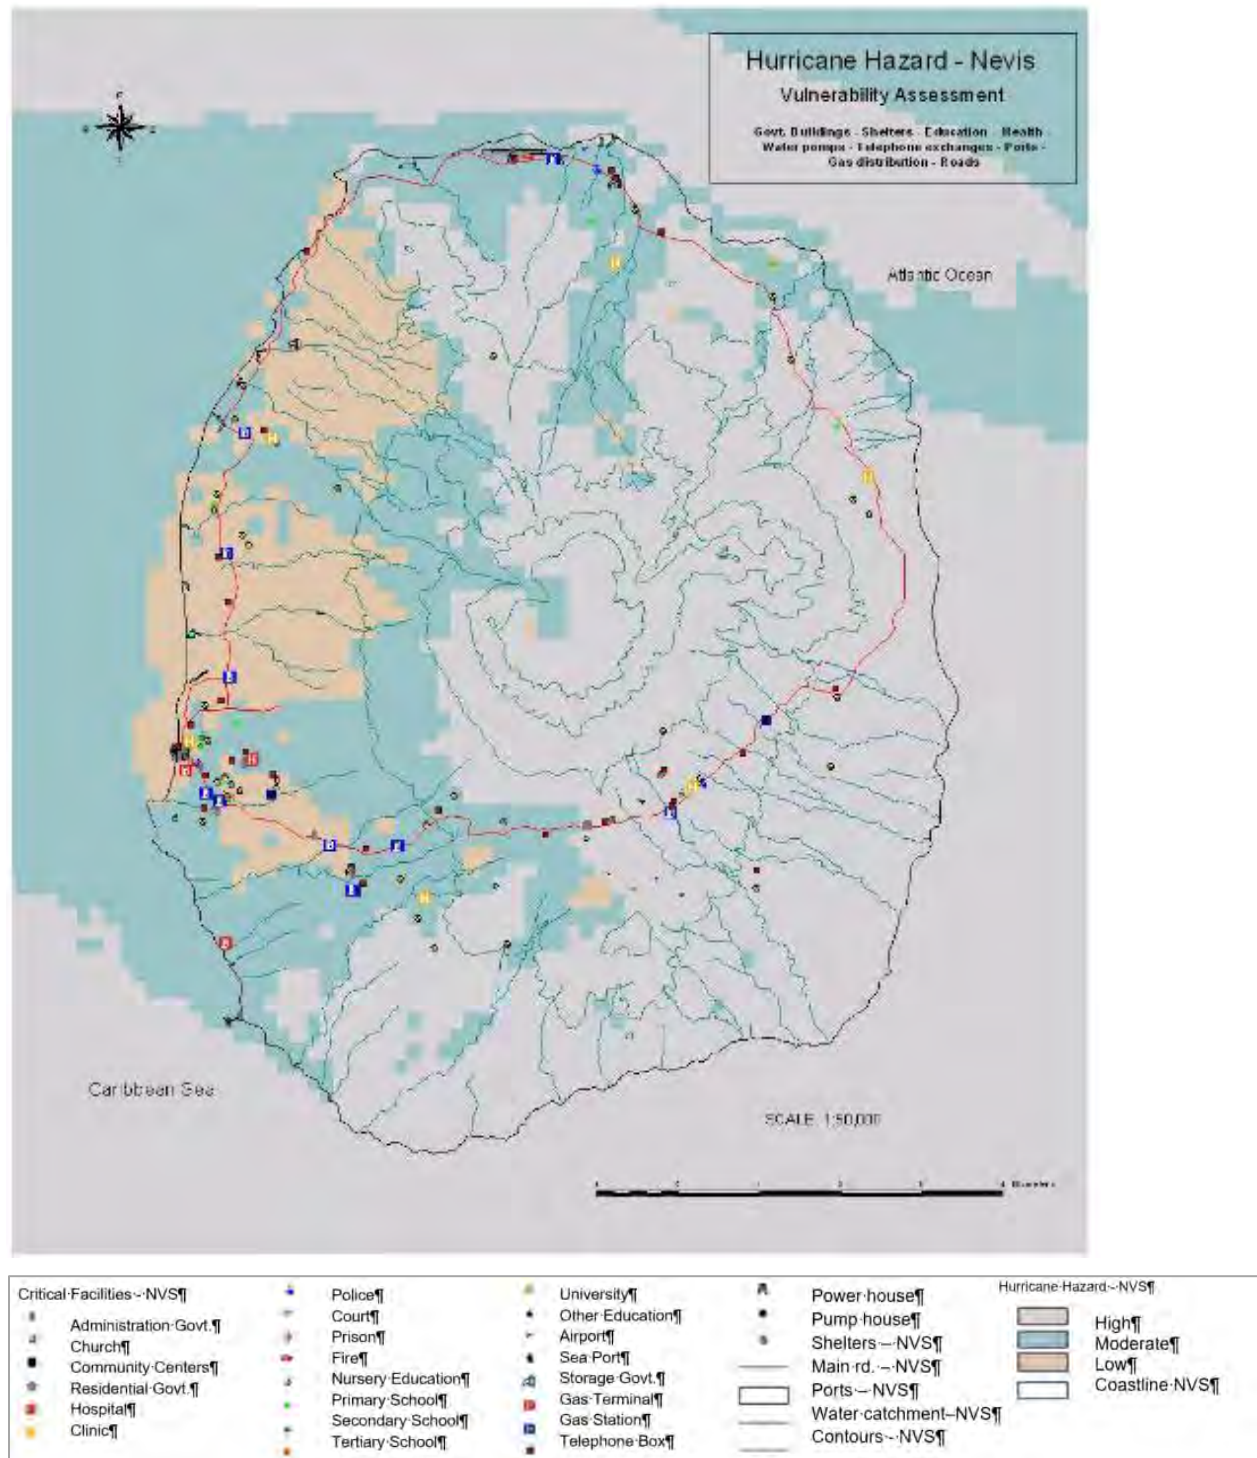 Hurricane Hazard - Nevis
Vulnerability Assessment
Govt. Buildings - Shelters - Education - Health -
Water pumps - Telephone exchanges - Ports -
Gas distribution - Roads
Atlantic Ocean
Caribbean Sea
SCALE 1:50,000
Critical·Facilities·-·NVS¶
Administration·Govt.¶
Church¶
Community·Centers¶
Residential·Govt.¶
Hospital¶
Clinic¶
Police¶
Court¶
Prison¶
Fire¶
Nursery·Education¶
Primary·School¶
Secondary·School¶
Tertiary·School¶
University¶
Other·Education¶
Airport¶
Sea·Port¶
Storage·Govt.¶
Gas·Terminal¶
Gas·Station¶
Telephone·Box¶
Power·house¶
Pump·house¶
Shelters·–·NVS¶
Main·rd.·–·NVS¶
Ports·–·NVS¶
Water·catchment–NVS¶
Contours·-·NVS¶
Hurricane·Hazard·-·NVS¶
High¶
Moderate¶
Low¶
Coastline·NVS¶